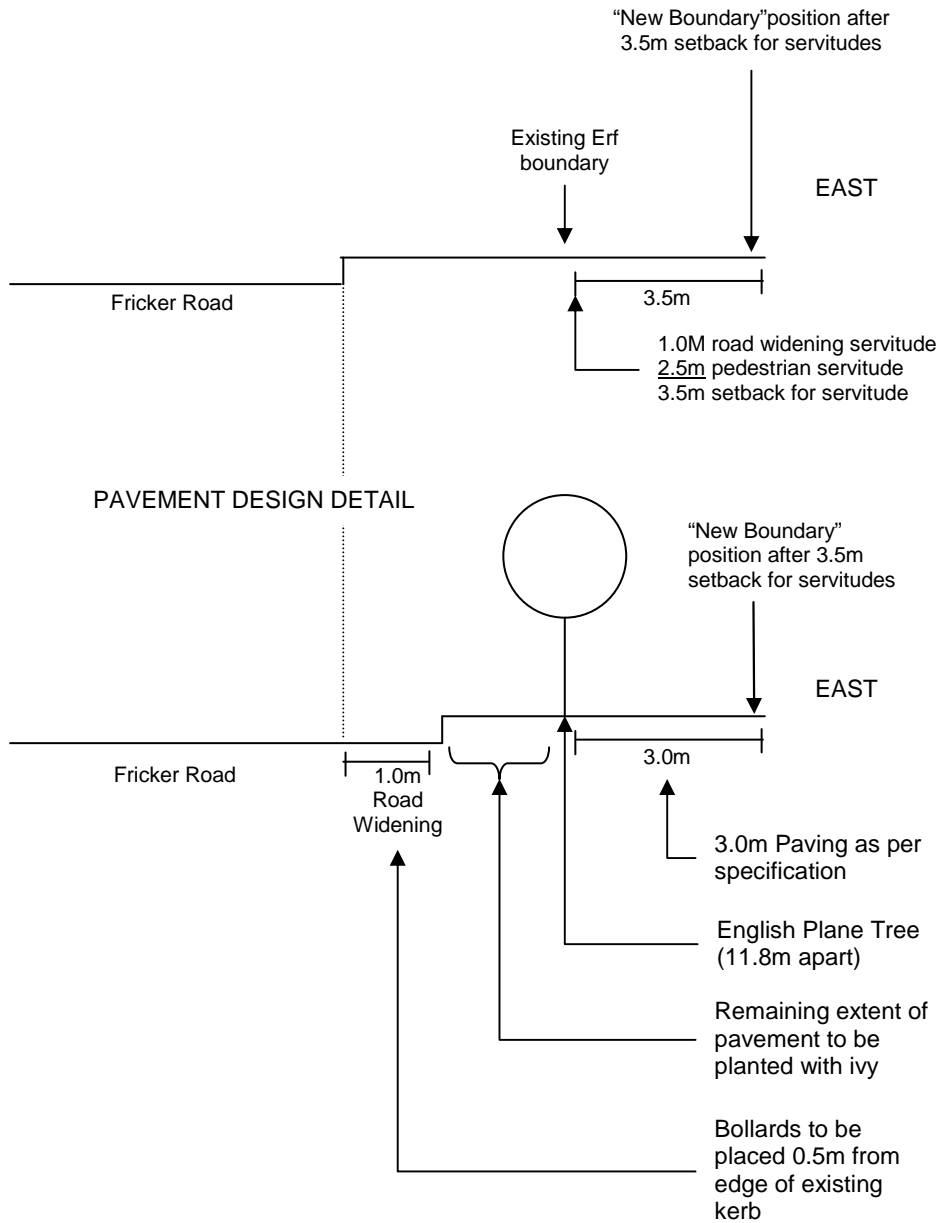 “New Boundary”position after
3.5m setback for servitudes
Existing Erf
boundary
EAST
Fricker Road
3.5m
1.0M road widening servitude
2.5m pedestrian servitude
3.5m setback for servitude
PAVEMENT DESIGN DETAIL
“New Boundary”
position after 3.5m
setback for servitudes
EAST
Fricker Road
1.0m
Road
Widening
3.0m
3.0m Paving as per
specification
English Plane Tree
(11.8m apart)
Remaining extent of
pavement to be
planted with ivy
Bollards to be
placed 0.5m from
edge of existing
kerb